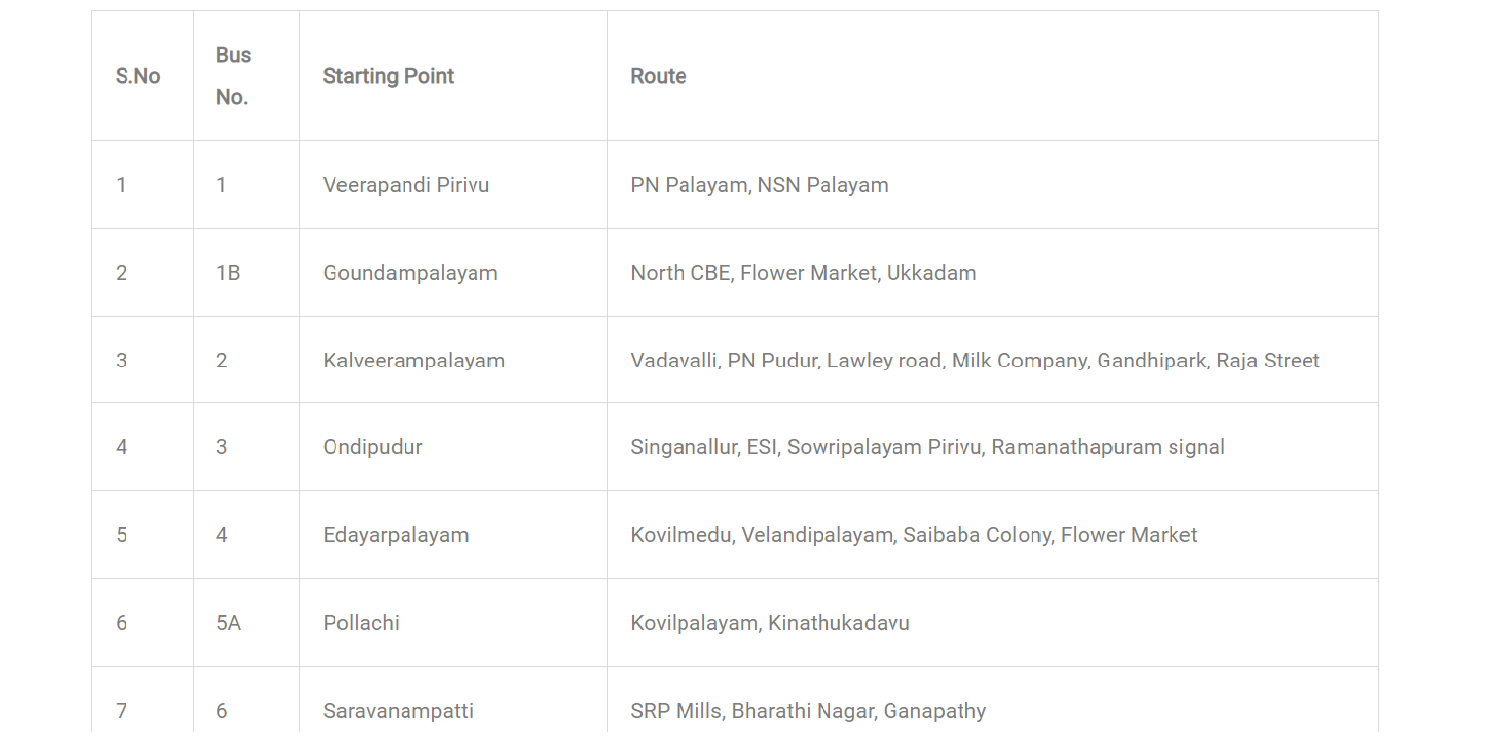 S.No Bus No. Starting Point Route
1 1 Veerapandi Pirivu PN Palayam, NSN Palayam
2 1B Goundampalayam North CBE, Flower Market, Ukkadam
3 2 Kalveerampalayam Vadavalli, PN Pudur, Lawley road, Milk Company, Gandhipark, Raja Street
4 3 Ondipudur Singanallur, ESI, Sowripalayam Pirivu, Ramanathapuram signal
5 4 Edayarpalayam Kovilmedu, Velandipalayam, Saibaba Colony, Flower Market
6 5A Pollachi Kovilpalayam, Kinathukadavu
7 6 Saravanampatti SRP Mills, Bharathi Nagar, Ganapathy